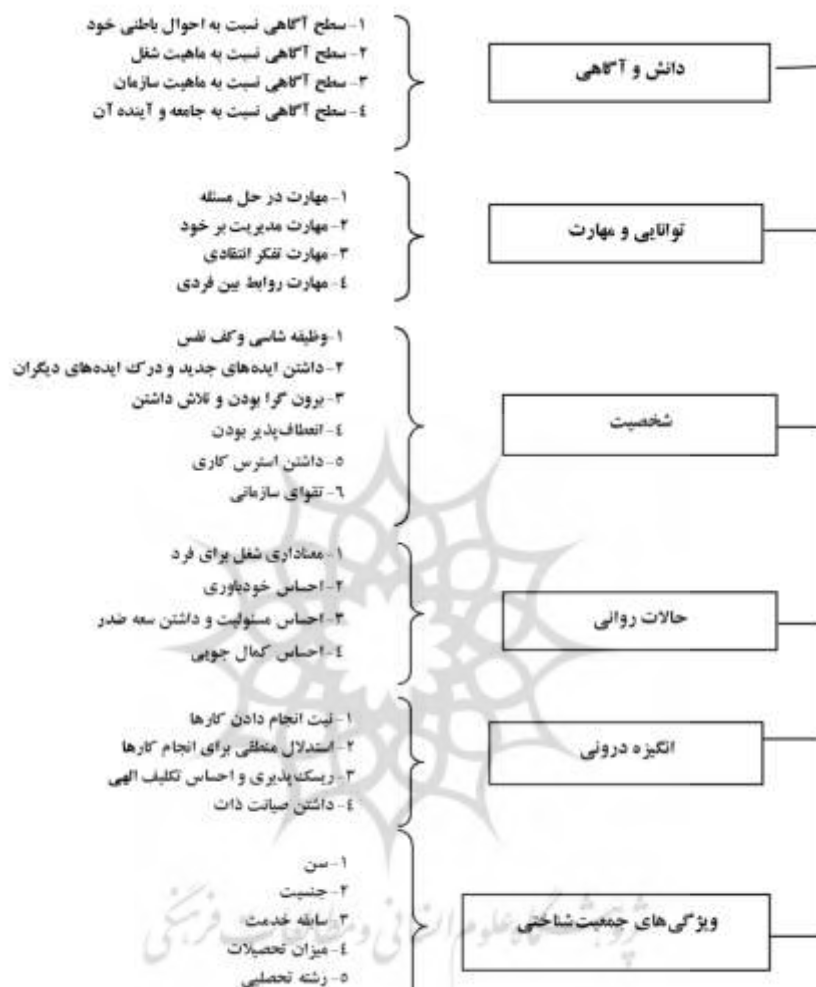 دانش و آگاهی
۱- سطح آگاهی نسبت به احوال باطنی خود
۲- سطح آگاهی نسبت به ماهیت شغل
۳- سطح آگاهی نسبت به ماهیت سازمان
٤- سطح آگاهی نسبت به جامعه و آینده آن
توانایی و مهارت
۱- مهارت در حل مسئله
۲- مهارت مدیریت بر خود
۳- مهارت تفکر انتقادی
٤- مهارت روابط بین فردی
شخصیت
۱- وظیفه شاسی وکف نفس
۲- داشتن ایده‌های جدید و درک ایده‌های دیگران
۳- برون گرا بودن و تلاش داشتن
٤- انعطاف‌پذیر بودن
٥- داشتن استرس کاری
٦- تقوای سازمانی
حالات روانی
۱- معناداری شغل برای فرد
۲- احساس خودباوری
۳- احساس مسئولیت و داشتن سعه صدر
٤- احساس کمال جویی
انگیزه درونی
۱- نیت انجام دادن کارها
۲- استدلال منطقی برای انجام کارها
۳- ریسک‌پذیری و احساس تکلیف الهی
٤- داشتن صیانت ذات
ویژگی‌های جمعیت‌شناختی
۱- سن
۲- جنسیت
۳- سابقه خدمت
٤- میزان تحصیلات
٥- رشته تحصلیی
پژوهشگاه علوم انسانی و مطالعات فرهنگی